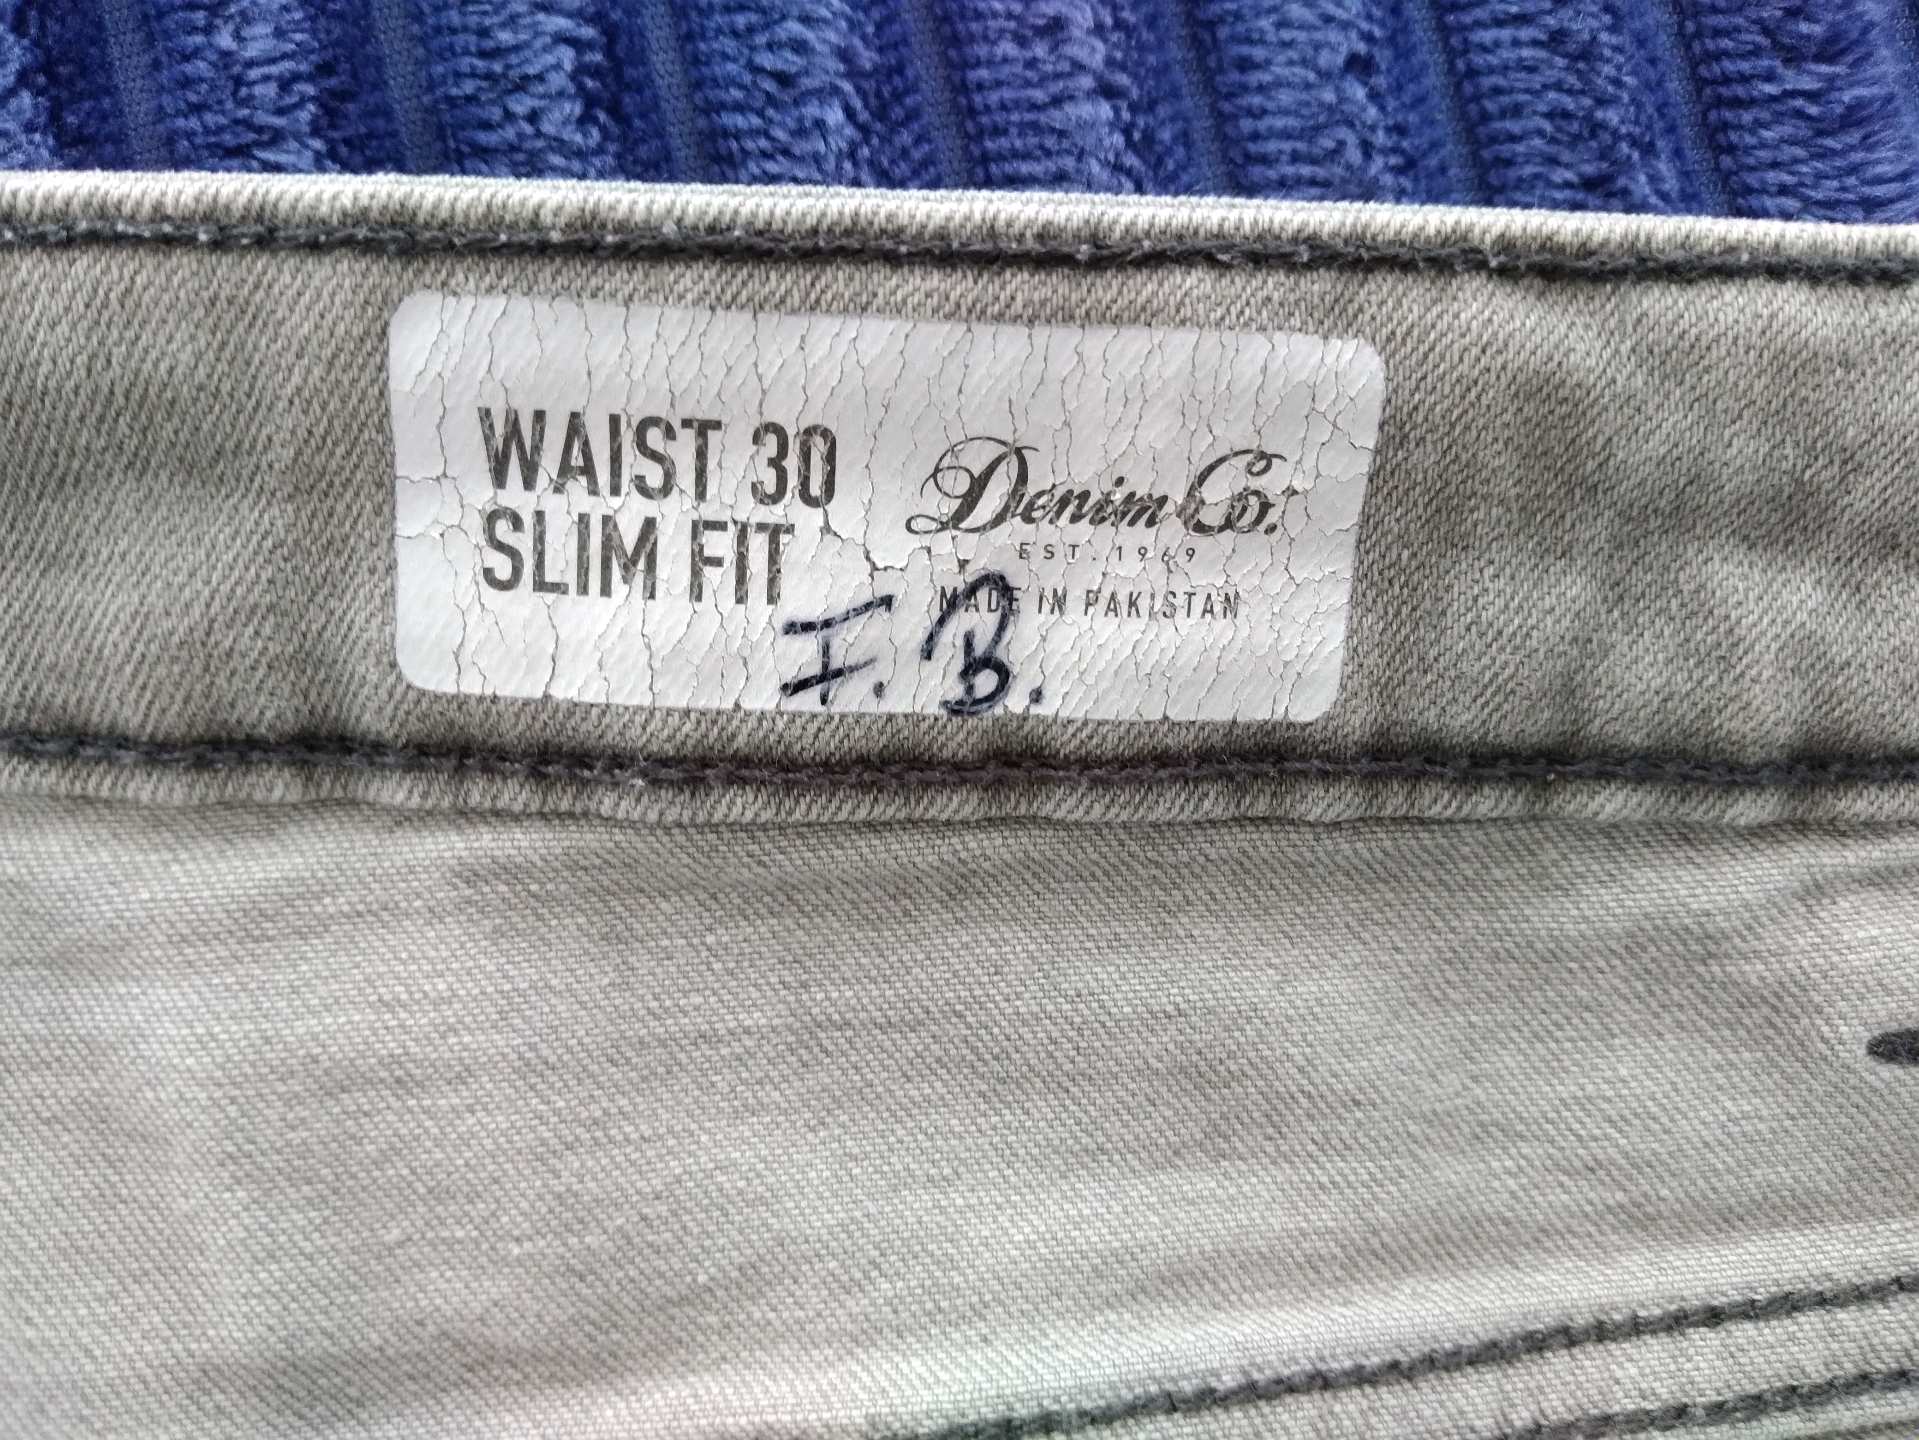 WAIST 30
SLIM FIT
Denim Co.
EST. 1969
MADE IN PAKISTAN
F. B.